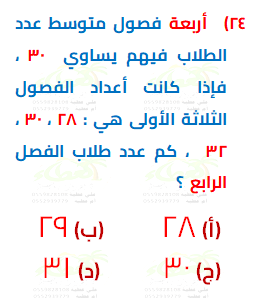 ٢٤) أربعة فصول متوسط عدد
الطلاب فيهم يساوي ٣٠ ،
فإذا كانت أعداد الفصول
الثلاثة الأولى هي : ٢٨ ، ٣٠ ،
٣٢ ، كم عدد طلاب الفصل
الرابع ؟
(أ) ٢٨ (ب) ٢٩
(ح) ٣٠ (د) ٣١